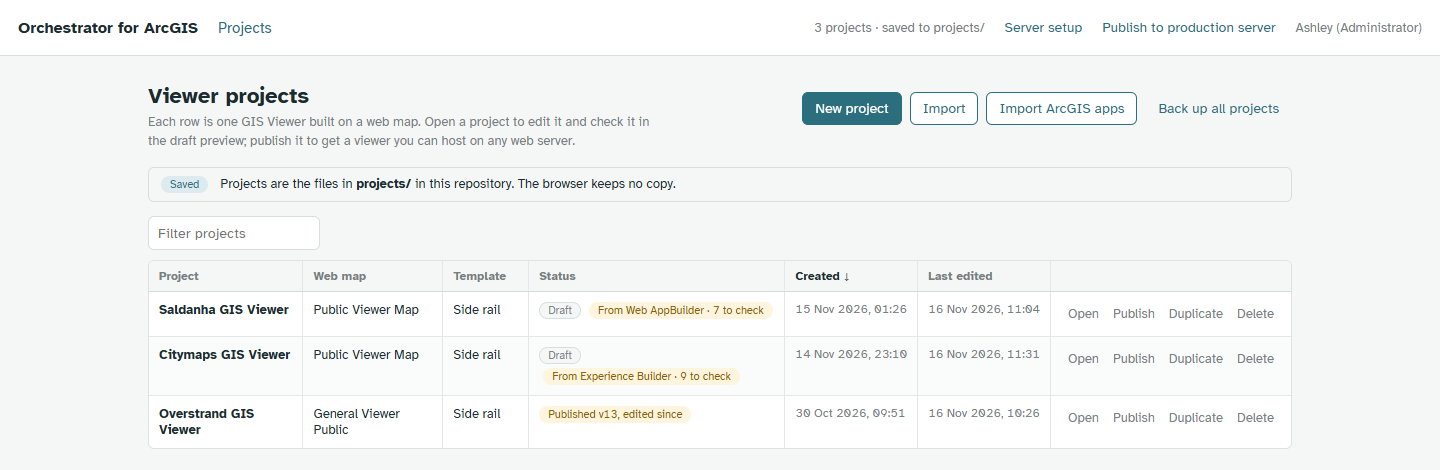 Orchestrator for ArcGIS Projects 3 projects · saved to projects/ Server setup Publish to production server Ashley (Administrator)
Viewer projects
Each row is one GIS Viewer built on a web map. Open a project to edit it and check it in
the draft preview; publish it to get a viewer you can host on any web server.
New project Import Import ArcGIS apps Back up all projects
Saved Projects are the files in projects/ in this repository. The browser keeps no copy.
Filter projects
Project Web map Template Status Created ↓ Last edited
Saldanha GIS Viewer Public Viewer Map Side rail Draft From Web AppBuilder · 7 to check 15 Nov 2026, 01:26 16 Nov 2026, 11:04 Open Publish Duplicate Delete
Citymaps GIS Viewer Public Viewer Map Side rail Draft 14 Nov 2026, 23:10 16 Nov 2026, 11:31 Open Publish Duplicate Delete
From Experience Builder · 9 to check
Overstrand GIS General Viewer Side rail Published v13, edited since 30 Oct 2026, 09:51 16 Nov 2026, 10:26 Open Publish Duplicate Delete
Viewer Public